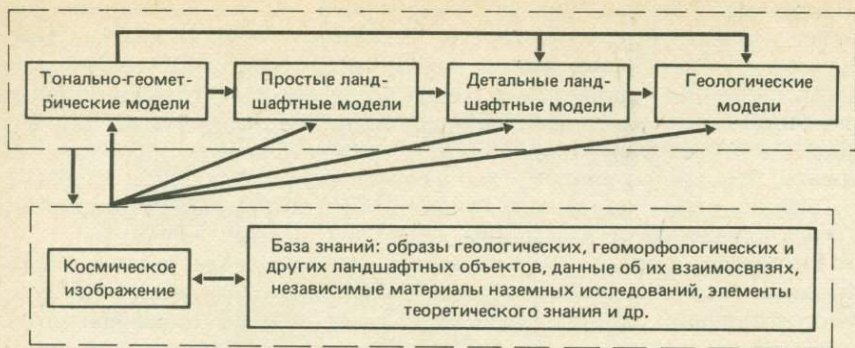 Тонально-геомет-
рические модели
Простые ланд-
шафтные модели
Детальные ланд-
шафтные модели
Геологические
модели
Космическое
изображение
База знаний: образы геологических, геоморфологических и
других ландшафтных объектов, данные об их взаимосвязях,
независимые материалы наземных исследований, элементы
теоретического знания и др.